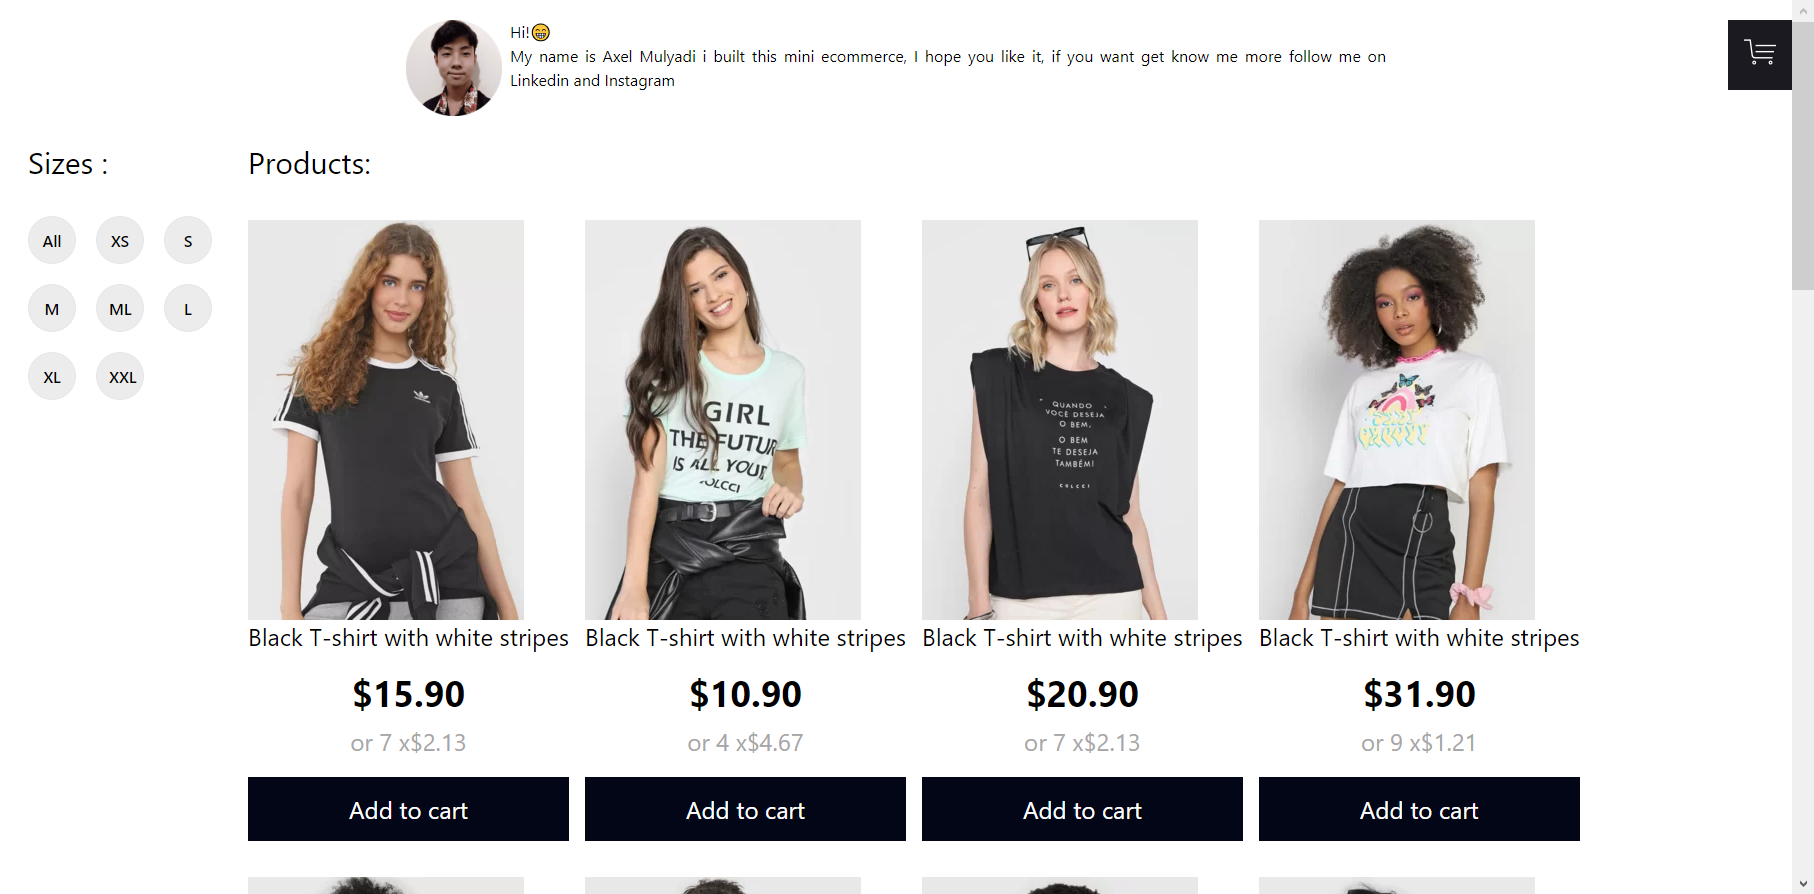 Hi!😁
My name is Axel Mulyadi i built this mini ecommerce, I hope you like it, if you want get know me more follow me on
Linkedin and Instagram
Sizes :
All XS S
M ML L
XL XXL
Products:
GIRL
THE FUTUR
IS ALL YOUR
COLCCI
QUANDO
VOCÊ DESEJA
O BEM,
O BEM
TE DESEJA
TAMBÉM!
COLCCI
Black T-shirt with white stripes
$15.90
or 7 x$2.13
Add to cart
Black T-shirt with white stripes
$10.90
or 4 x$4.67
Add to cart
Black T-shirt with white stripes
$20.90
or 7 x$2.13
Add to cart
Black T-shirt with white stripes
$31.90
or 9 x$1.21
Add to cart